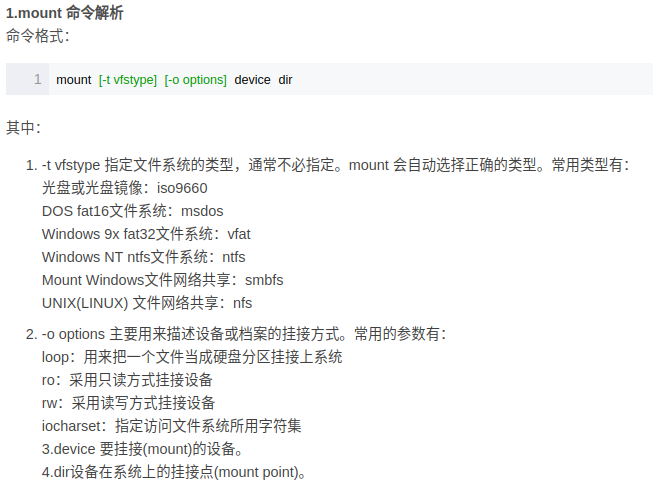 1.mount 命令解析
命令格式：
1 mount [-t vfstype] [-o options] device dir
其中：
1. -t vfstype 指定文件系统的类型，通常不必指定。mount 会自动选择正确的类型。常用类型有：
光盘或光盘镜像：iso9660
DOS fat16文件系统：msdos
Windows 9x fat32文件系统：vfat
Windows NT ntfs文件系统：ntfs
Mount Windows文件网络共享：smbfs
UNIX(LINUX) 文件网络共享：nfs
2. -o options 主要用来描述设备或档案的挂接方式。常用的参数有：
loop：用来把一个文件当成硬盘分区挂接上系统
ro：采用只读方式挂接设备
rw：采用读写方式挂接设备
iocharset：指定访问文件系统所用字符集
3.device 要挂接(mount)的设备。
4.dir设备在系统上的挂接点(mount point)。